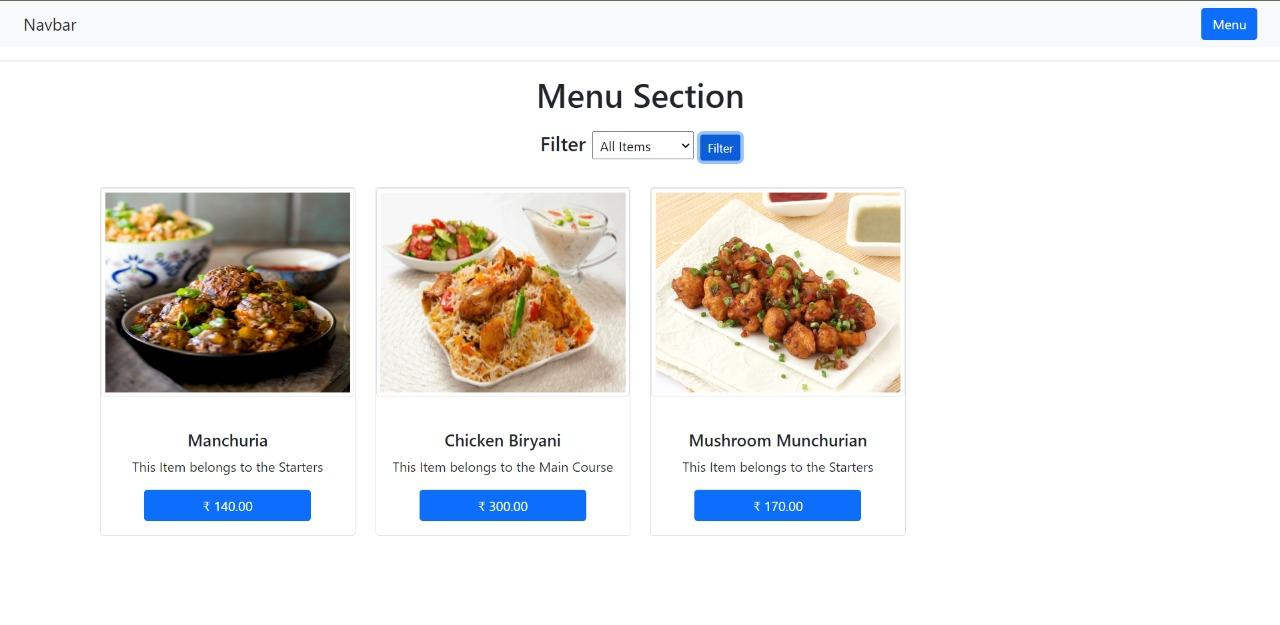 Navbar
Menu
Menu Section
Filter All Items Filter
Manchuria
This Item belongs to the Starters
₹ 140.00
Chicken Biryani
This Item belongs to the Main Course
₹ 300.00
Mushroom Munchurian
This Item belongs to the Starters
₹ 170.00